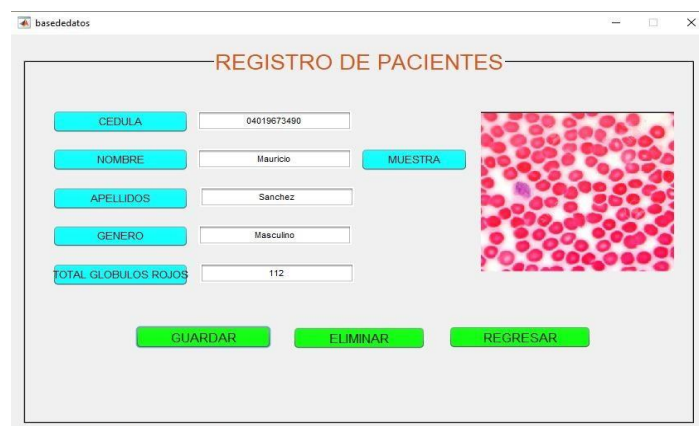 basededatos
REGISTRO DE PACIENTES
CEDULA 04019673490
NOMBRE Mauricio MUESTRA
APELLIDOS Sanchez
GENERO Masculino
TOTAL GLOBULOS ROJOS 112
GUARDAR ELIMINAR REGRESAR